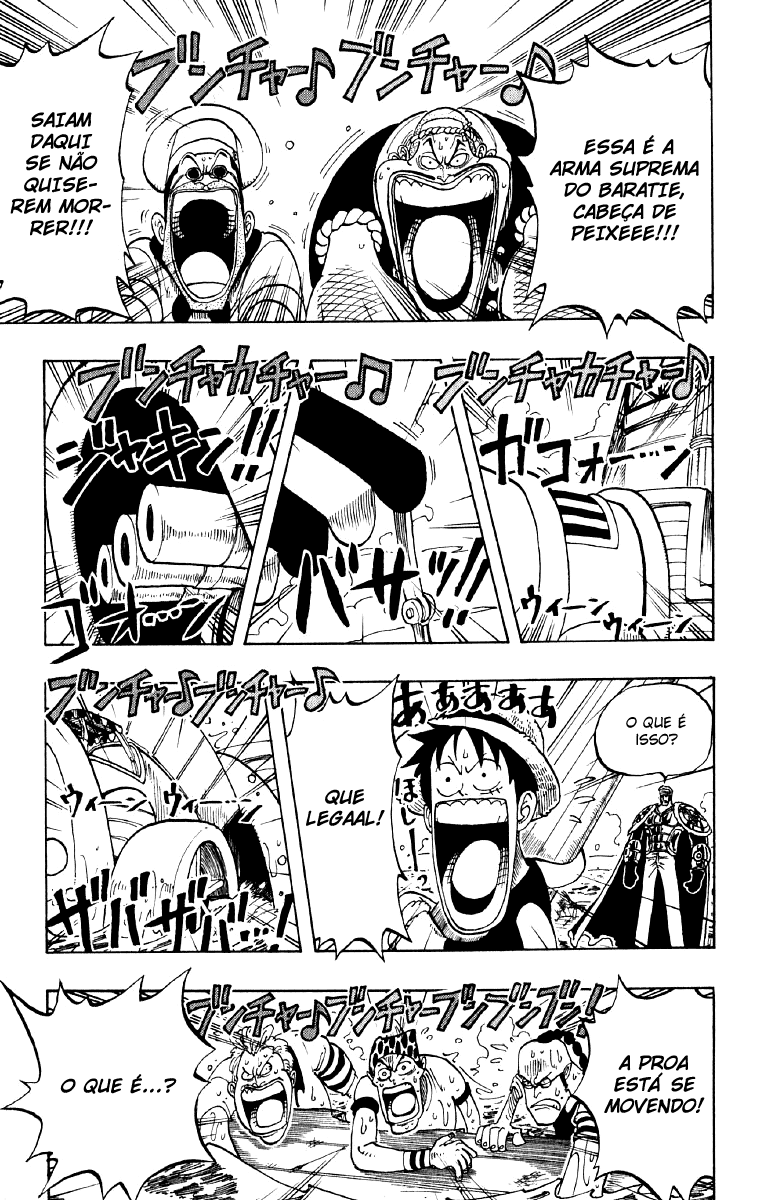 ブンチャー♪ブンチャー♪
ESSA É A
ARMA SUPREMA
DO BARATIE,
CABEÇA DE
PEIXEEE!!!
SAIAM
DAQUI
SE NÃO
QUISE-
REM MOR-
RER!!!
ブンチャカチャー♪
ガコォー…ン
ウィーン
ウィーン
ブンチャカチャー♫
バサッ!!
ジャキン!!
ゴォーン…
あああああ
O QUE É
ISSO?
ほしー
QUE
LEGAAL!
ブンチャー♪ブンチャー♪
ウィーン
ウィーン
ザバザバ
ブンチャー♪ブンチャーブンブンブン!
A PROA
ESTÁ SE
MOVENDO!
O QUE É...?